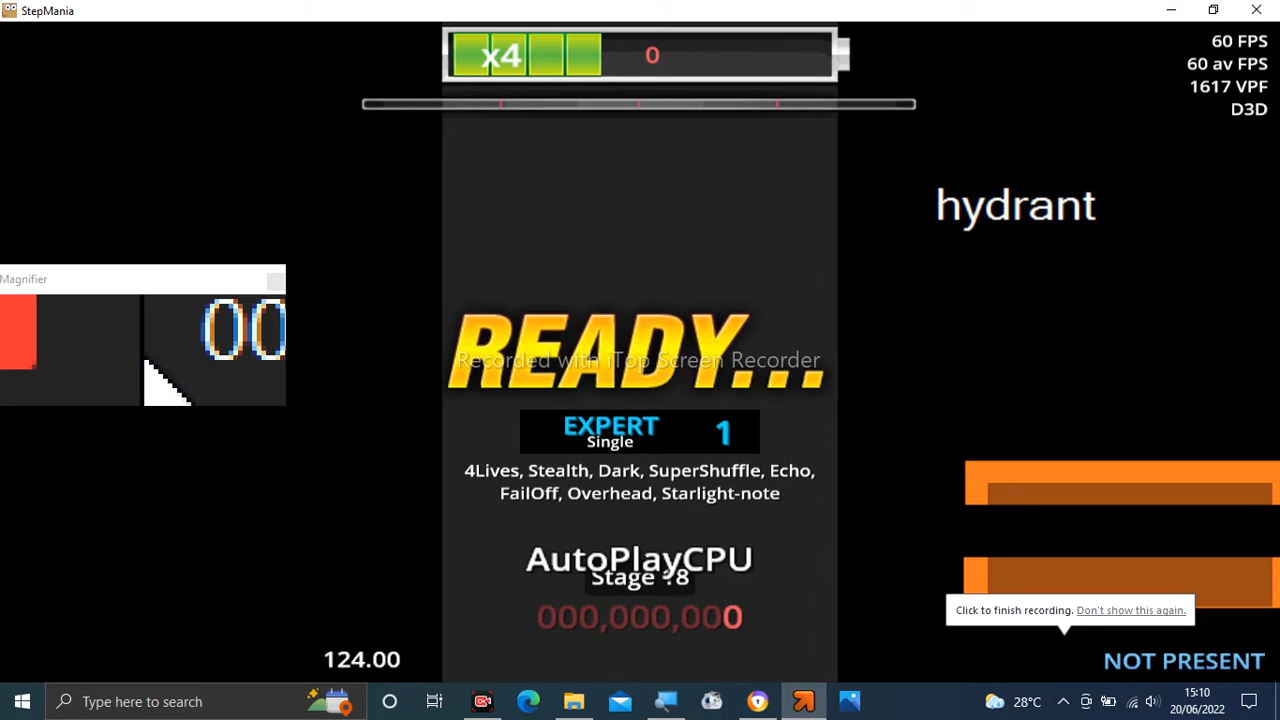 StepMania
x4
0
60 FPS
60 av FPS
1617 VPF
D3D
hydrant
Magnifier
00
READY...
Recorded with iTop Screen Recorder
EXPERT 1
Single
4Lives, Stealth, Dark, SuperShuffle, Echo,
FailOff, Overhead, Starlight-note
AutoPlayCPU
Stage
000,000,000
Click to finish recording. Don't show this again.
124.00
NOT PRESENT
Type here to search
28°C
15:10
20/06/2022